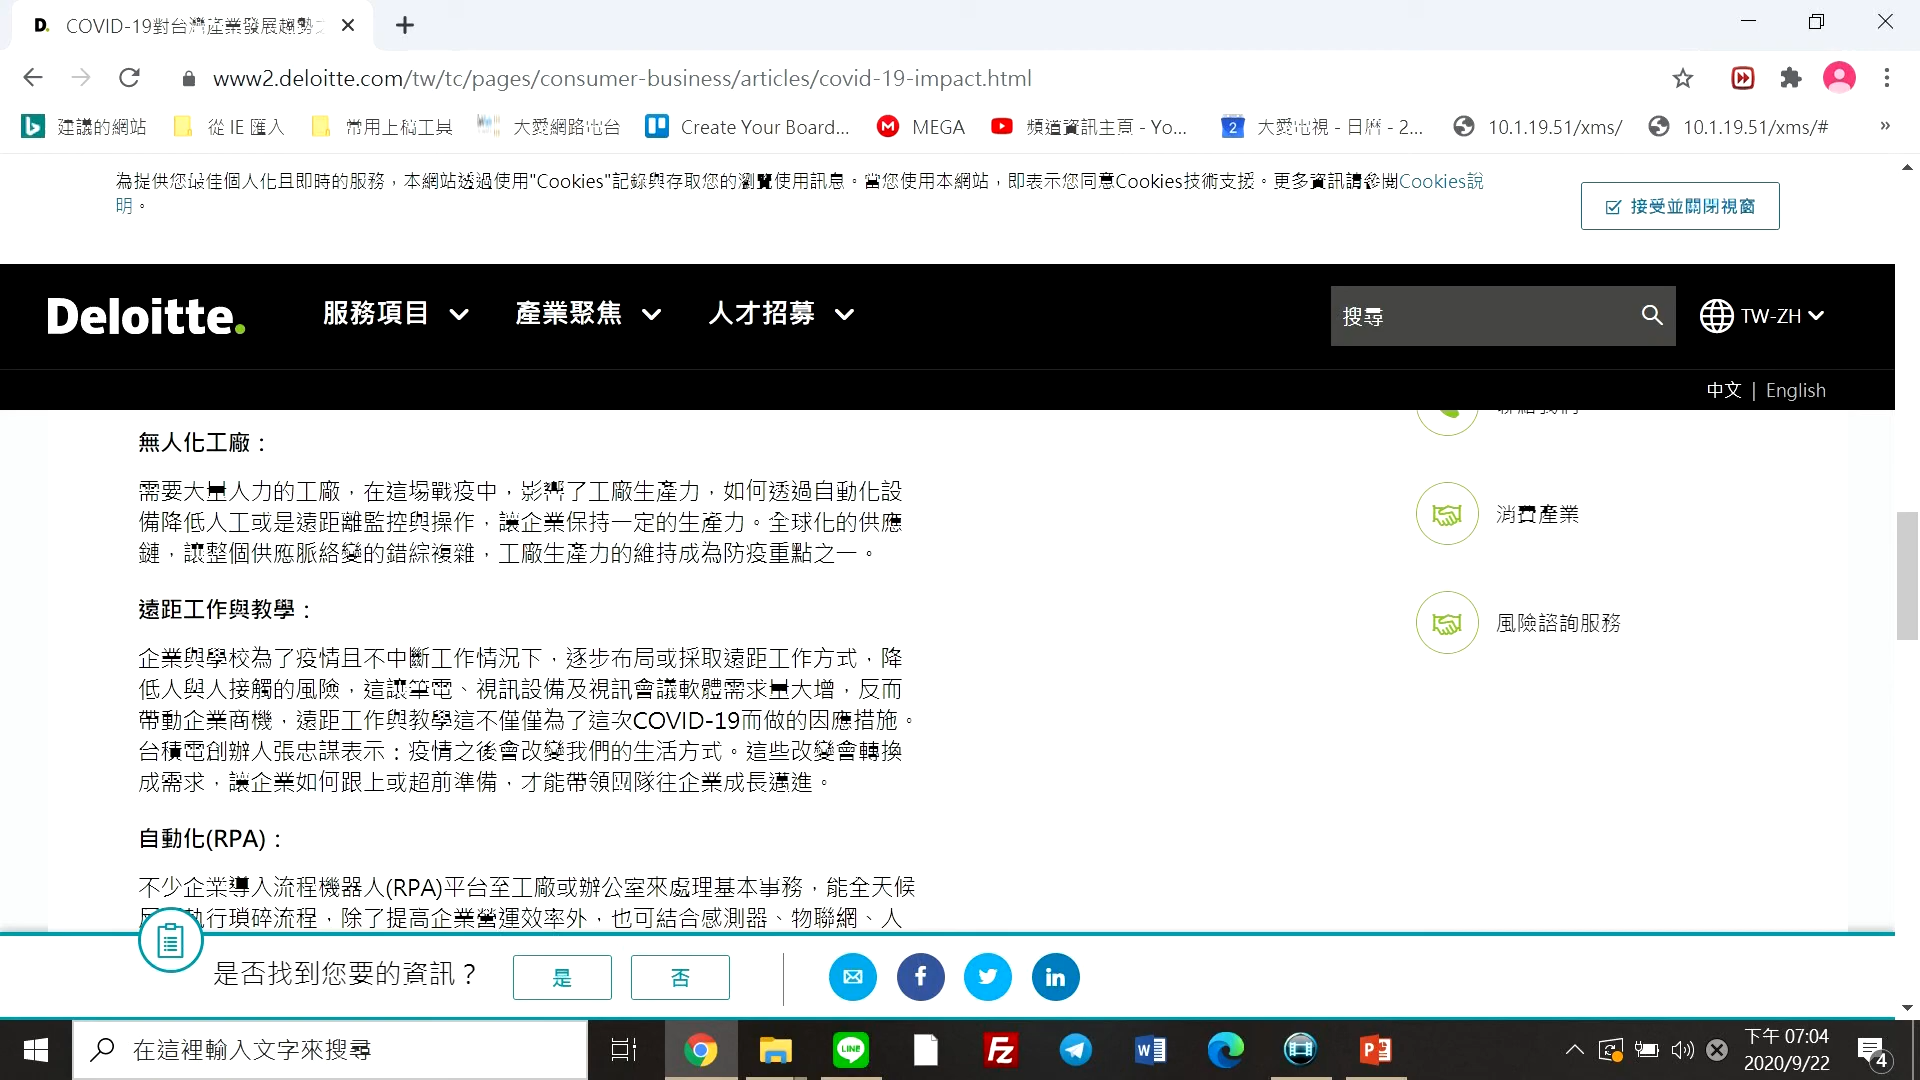 D. COVID-19對台灣產業發展趨勢之
www2.deloitte.com/tw/tc/pages/consumer-business/articles/covid-19-impact.html
建議的網站 從 IE 匯入 常用上稿工具 大愛網路電台 Create Your Board... MEGA 頻道資訊主頁 - Yo... 2 大愛電視 - 日曆 - 2... 10.1.19.51/xms/ 10.1.19.51/xms/# »
為提供您最佳個人化且即時的服務，本網站透過使用"Cookies"記錄與存取您的瀏覽使用訊息。當您使用本網站，即表示您同意Cookies技術支援。更多資訊請參閱Cookies說
明。
接受並關閉視窗
Deloitte. 服務項目 產業聚焦 人才招募 搜尋 TW-ZH
中文 | English
聯絡我們
無人化工廠：
需要大量人力的工廠，在這場戰疫中，影響了工廠生產力，如何透過自動化設
備降低人工或是遠距離監控與操作，讓企業保持一定的生產力。全球化的供應
鏈，讓整個供應脈絡變的錯綜複雜，工廠生產力的維持成為防疫重點之一。
消費產業
遠距工作與教學：
風險諮詢服務
企業與學校為了疫情且不中斷工作情況下，逐步布局或採取遠距工作方式，降
低人與人接觸的風險，這讓筆電、視訊設備及視訊會議軟體需求量大增，反而
帶動企業商機，遠距工作與教學這不僅僅為了這次COVID-19而做的因應措施。
台積電創辦人張忠謀表示：疫情之後會改變我們的生活方式。這些改變會轉換
成需求，讓企業如何跟上或超前準備，才能帶領團隊往企業成長邁進。
自動化(RPA)：
不少企業導入流程機器人(RPA)平台至工廠或辦公室來處理基本事務，能全天候
執行瑣碎流程，除了提高企業營運效率外，也可結合感測器、物聯網、人
是否找到您要的資訊？ 是 否
在這裡輸入文字來搜尋
下午 07:04
2020/9/22
4